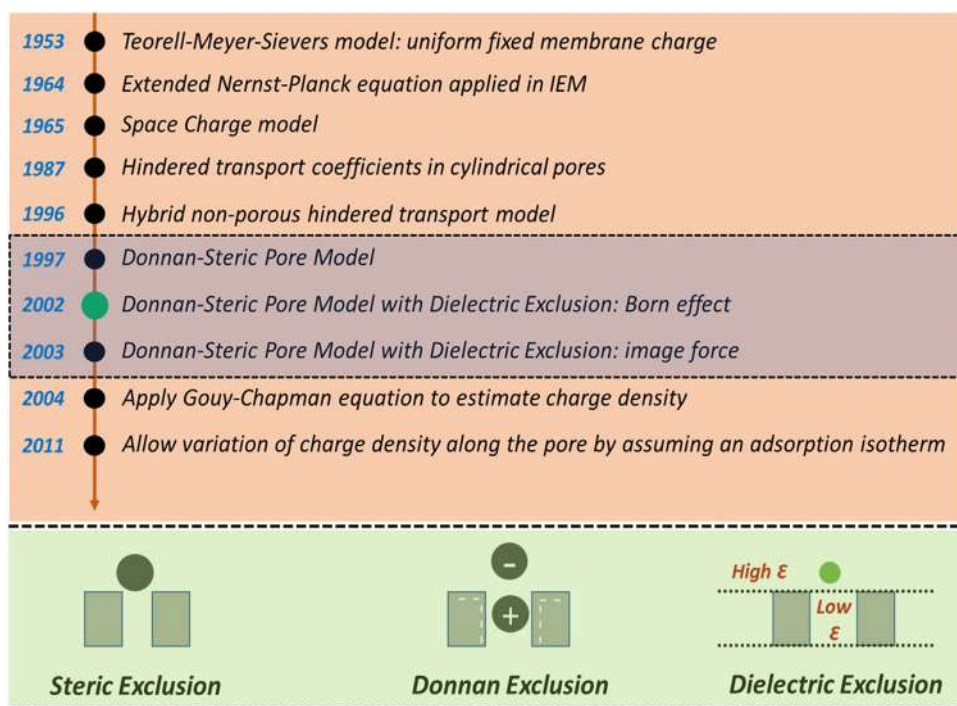 1953 Teorell-Meyer-Sievers model: uniform fixed membrane charge
1964 Extended Nernst-Planck equation applied in IEM
1965 Space Charge model
1987 Hindered transport coefficients in cylindrical pores
1996 Hybrid non-porous hindered transport model
1997 Donnan-Steric Pore Model
2002 Donnan-Steric Pore Model with Dielectric Exclusion: Born effect
2003 Donnan-Steric Pore Model with Dielectric Exclusion: image force
2004 Apply Gouy-Chapman equation to estimate charge density
2011 Allow variation of charge density along the pore by assuming an adsorption isotherm
-
+
High ε
Low
ε
Steric Exclusion
Donnan Exclusion
Dielectric Exclusion